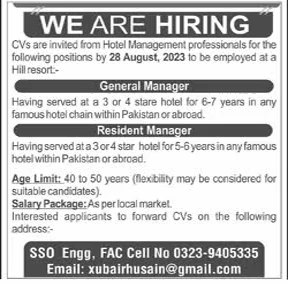 WE ARE HIRING
CVs are invited from Hotel Management professionals for the
following positions by 28 August, 2023 to be employed at a
Hill resort:-
General Manager
Having served at a 3 or 4 stare hotel for 6-7 years in any
famous hotel chain within Pakistan or abroad.
Resident Manager
Having served at a 3 or 4 star hotel for 5-6 years in any famous
hotel within Pakistan or abroad.
Age Limit: 40 to 50 years (flexibility may be considered for
suitable candidates).
Salary Package: As per local market.
Interested applicants to forward CVs on the following
address:-
SSO Engg, FAC Cell No 0323-9405335
Email: xubairhusain@gmail.com